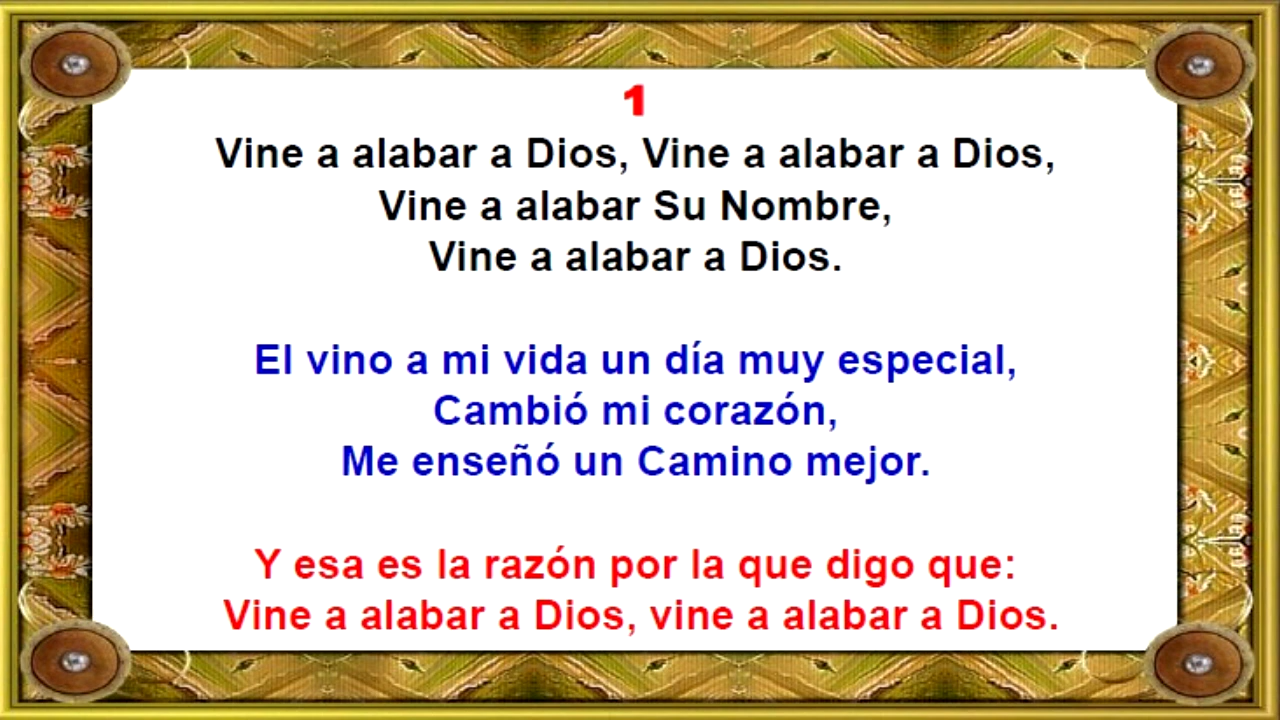 1
Vine a alabar a Dios, Vine a alabar a Dios,
Vine a alabar Su Nombre,
Vine a alabar a Dios.
El vino a mi vida un día muy especial,
Cambió mi corazón,
Me enseñó un Camino mejor.
Y esa es la razón por la que digo que:
Vine a alabar a Dios, vine a alabar a Dios.